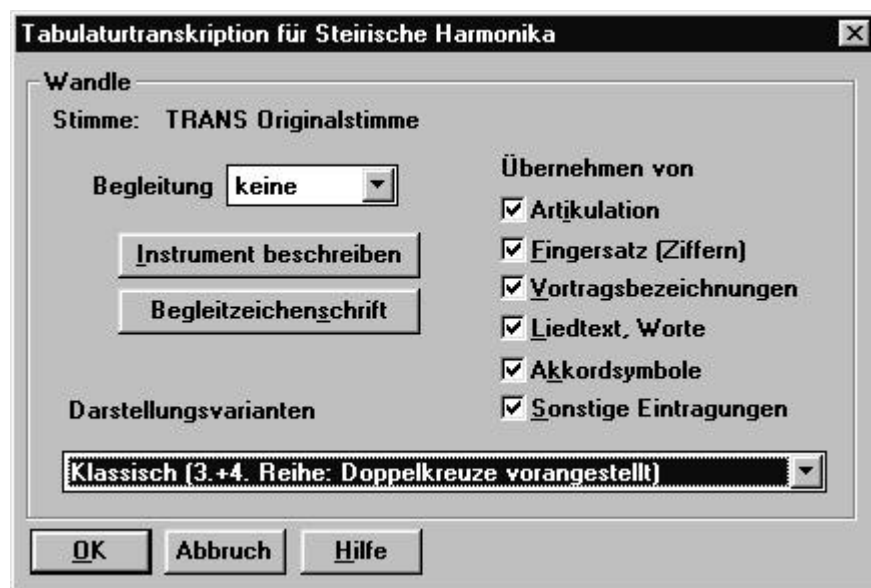 Tabulaturtranskription für Steirische Harmonika
Wandle
Stimme: TRANS Originalstimme
Begleitung keine
Instrument beschreiben
Begleitzeichenschrift
Übernehmen von
Artikulation
Fingersatz (Ziffern)
Vortragsbezeichnungen
Liedtext, Worte
Akkordsymbole
Sonstige Eintragungen
Darstellungsvarianten
Klassisch (3.+4. Reihe: Doppelkreuze vorangestellt)
OK Abbruch Hilfe